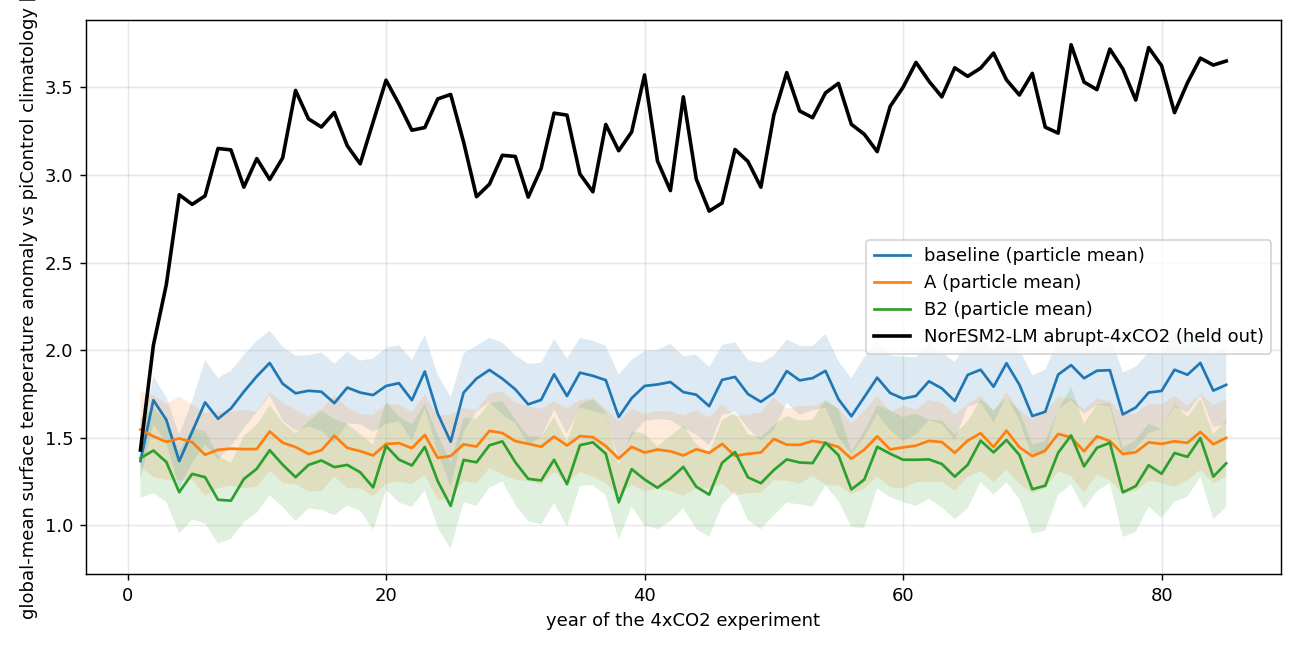 global-mean surface temperature anomaly vs piControl climatology
3.5
3.0
2.5
2.0
1.5
1.0
baseline (particle mean)
A (particle mean)
B2 (particle mean)
NorESM2-LM abrupt-4xCO2 (held out)
0
20
40
60
80
year of the 4xCO2 experiment